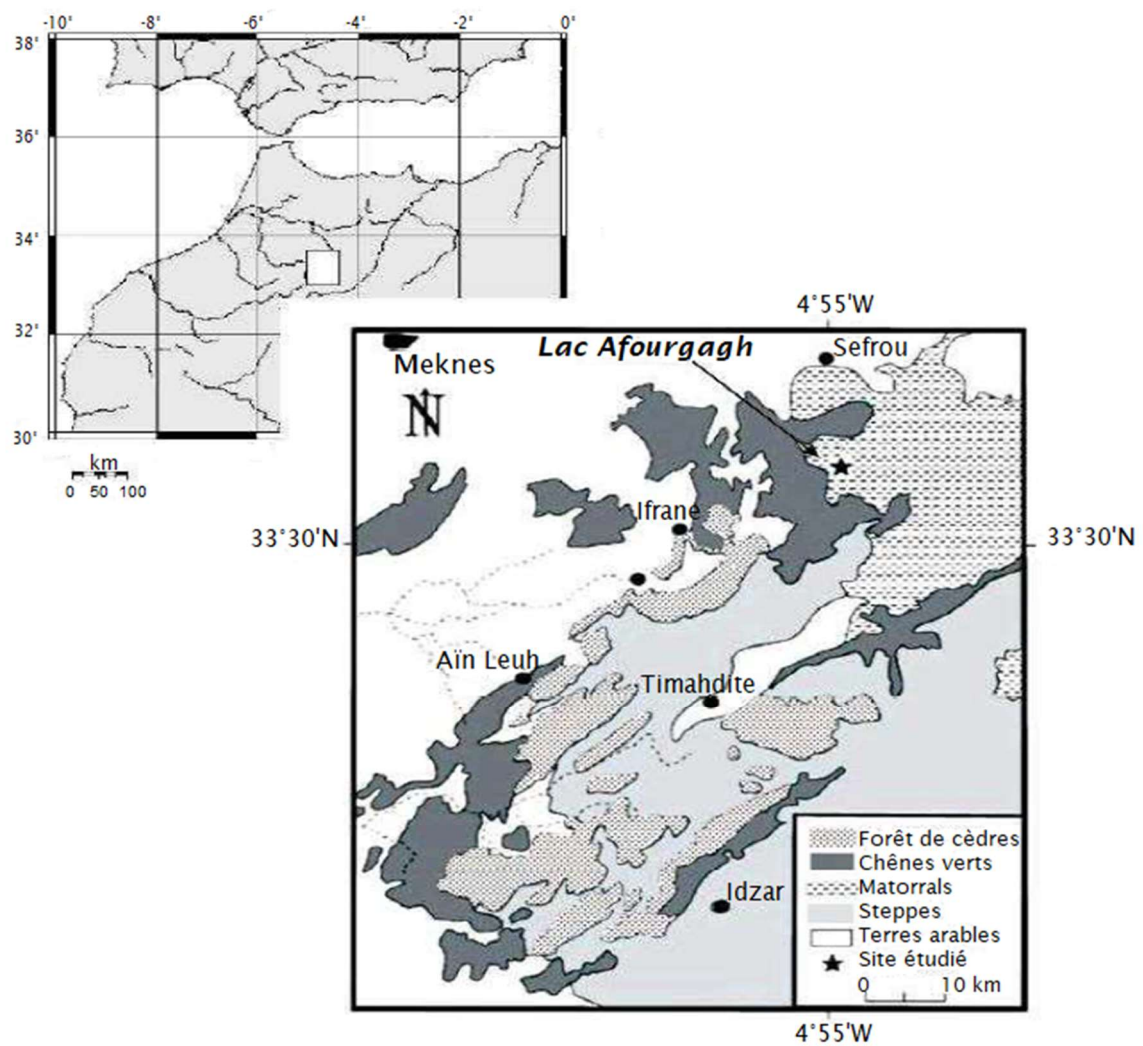 -10° -8° -6° -4° -2° 0°
38°
36°
34°
32°
30°
km
0 50 100
4°55'W
Lac Afourgagh
Sefrou
Meknes
N
Ifrane
33°30'N
33°30'N
Aïn Leuh
Timahdite
Idzar
Forêt de cèdres
Chênes verts
Matorrals
Steppes
Terres arables
Site étudié
0 10 km
4°55'W